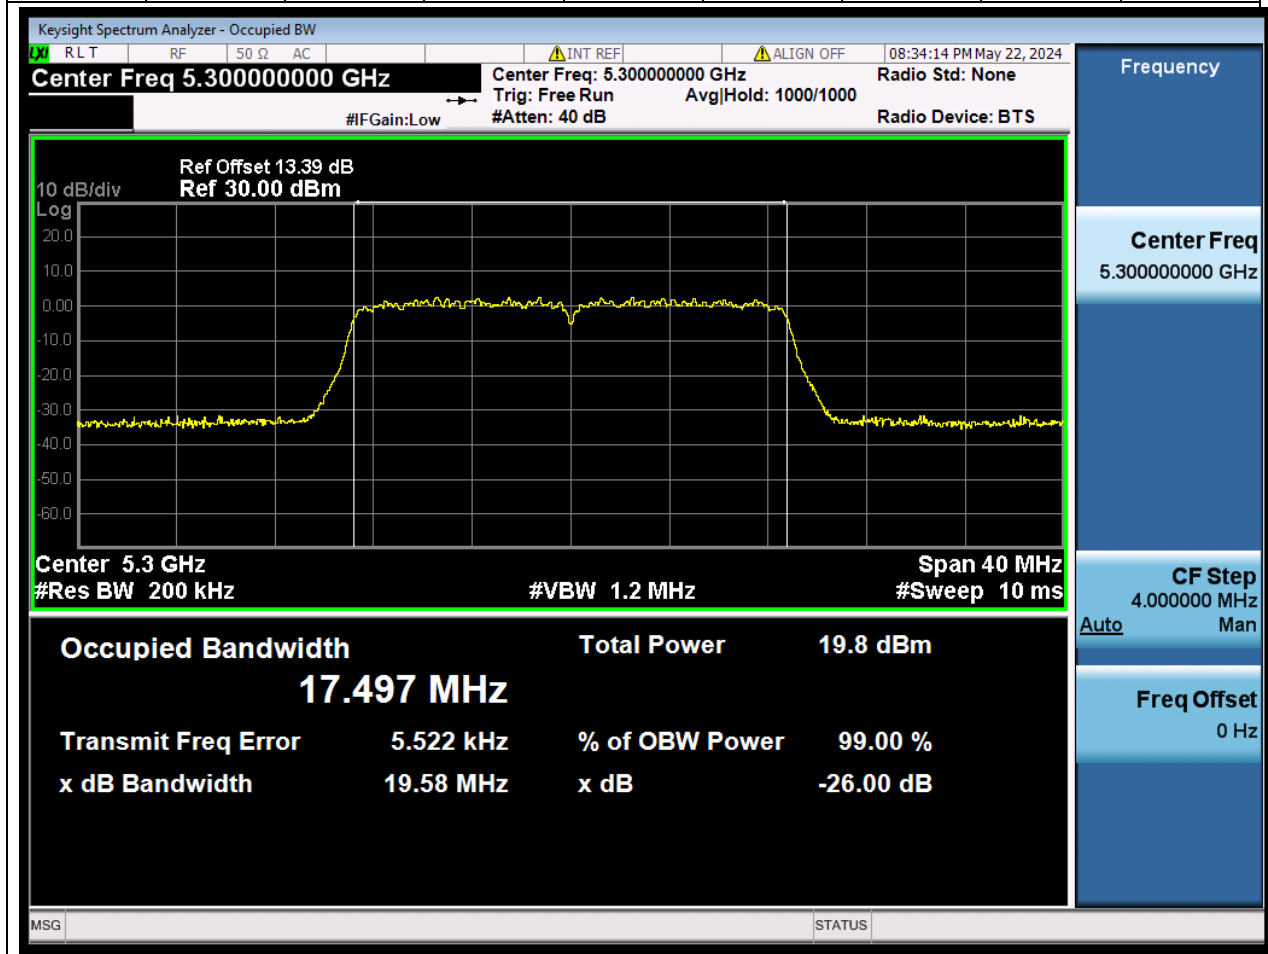 Keysight Spectrum Analyzer - Occupied BW
LXI RLT RF 50 Ω AC INT REF ALIGN OFF 08:34:14 PM May 22, 2024
Center Freq 5.300000000 GHz
#IFGain:Low
Center Freq: 5.300000000 GHz
Trig: Free Run Avg|Hold: 1000/1000
#Atten: 40 dB
Radio Std: None
Radio Device: BTS
Ref Offset 13.39 dB
10 dB/div Ref 30.00 dBm
Log
20.0
10.0
0.00
-10.0
-20.0
-30.0
-40.0
-50.0
-60.0
Center 5.3 GHz Span 40 MHz
#Res BW 200 kHz #VBW 1.2 MHz #Sweep 10 ms
Occupied Bandwidth Total Power 19.8 dBm
17.497 MHz
Transmit Freq Error 5.522 kHz % of OBW Power 99.00 %
x dB Bandwidth 19.58 MHz x dB -26.00 dB
MSG STATUS
Frequency
Center Freq
5.300000000 GHz
CF Step
4.000000 MHz
Auto Man
Freq Offset
0 Hz